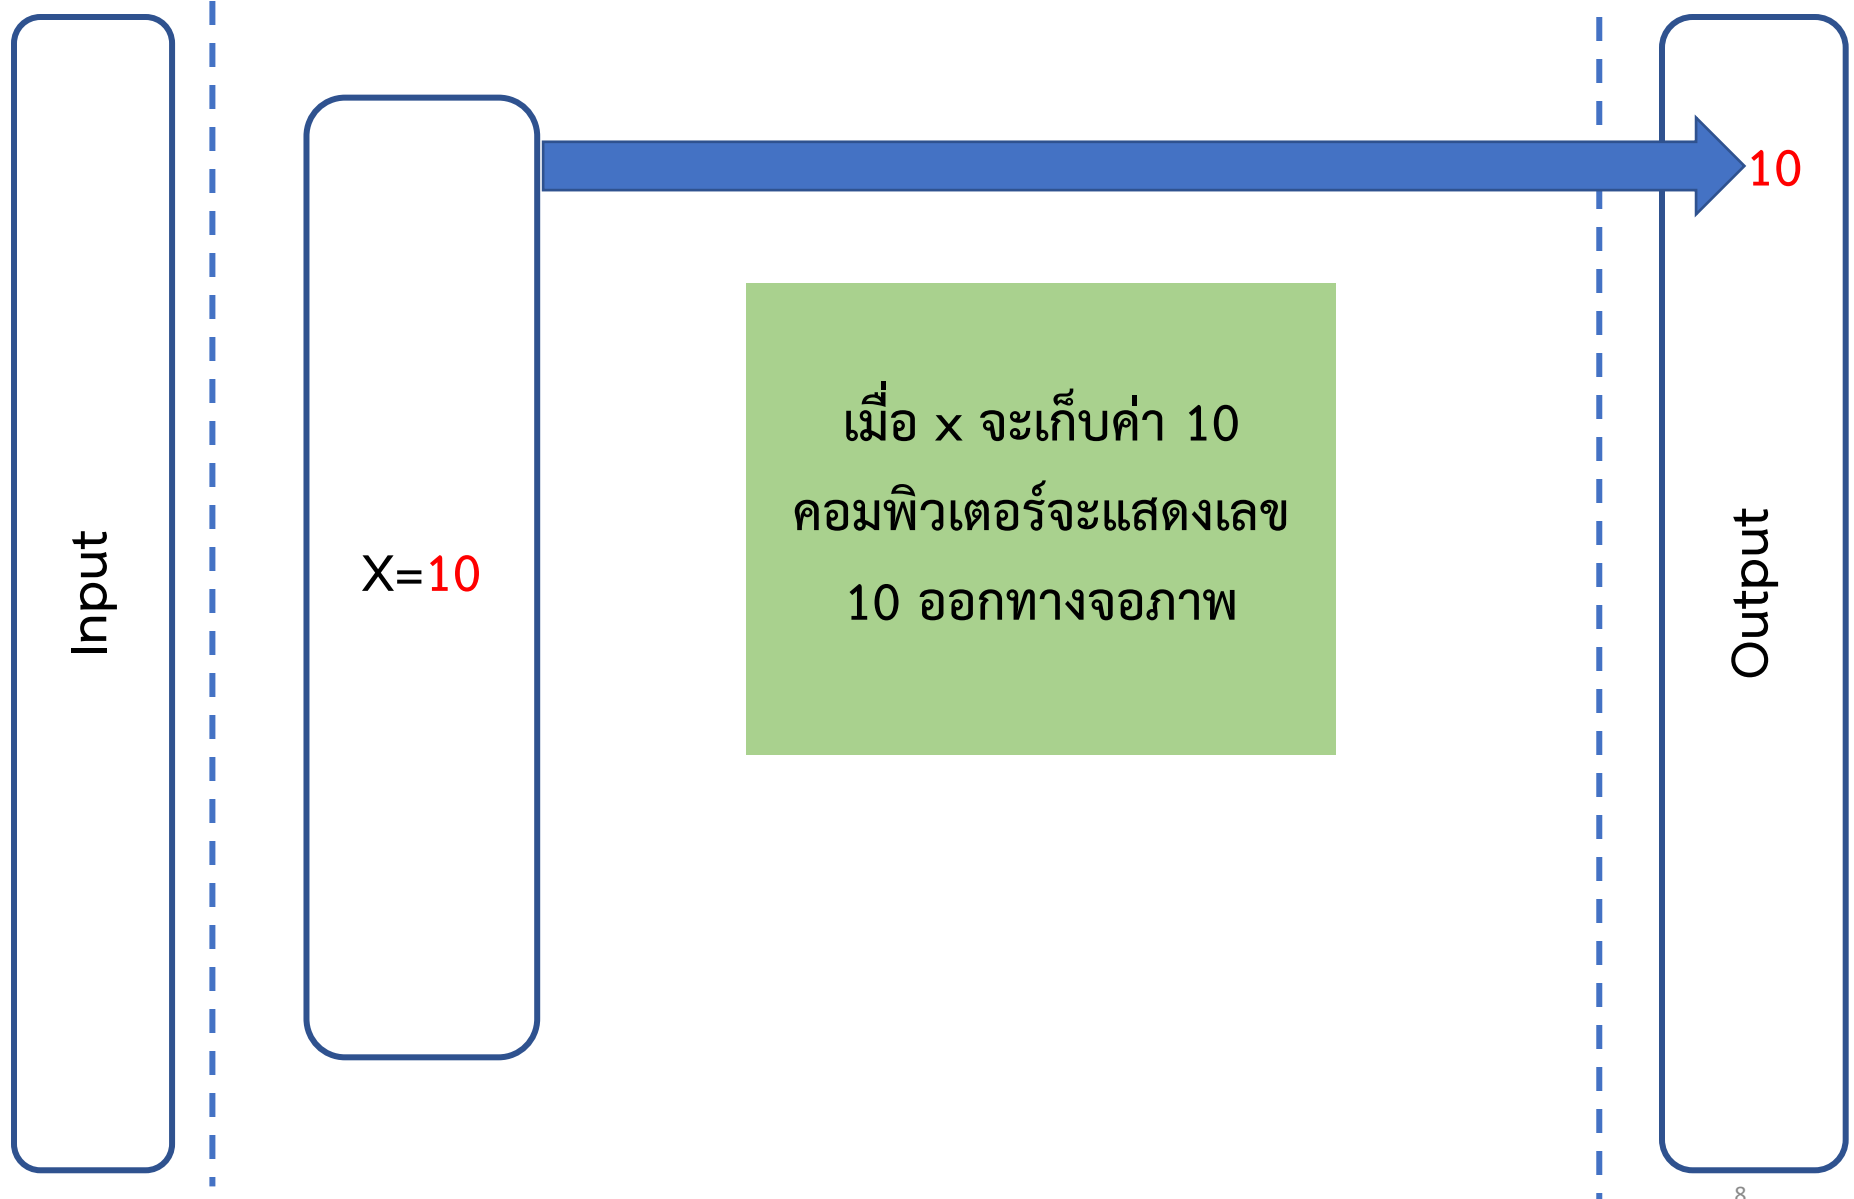 Input
X=10
10
เมื่อ x จะเก็บค่า 10
คอมพิวเตอร์จะแสดงเลข
10 ออกทางจอภาพ
Output
8